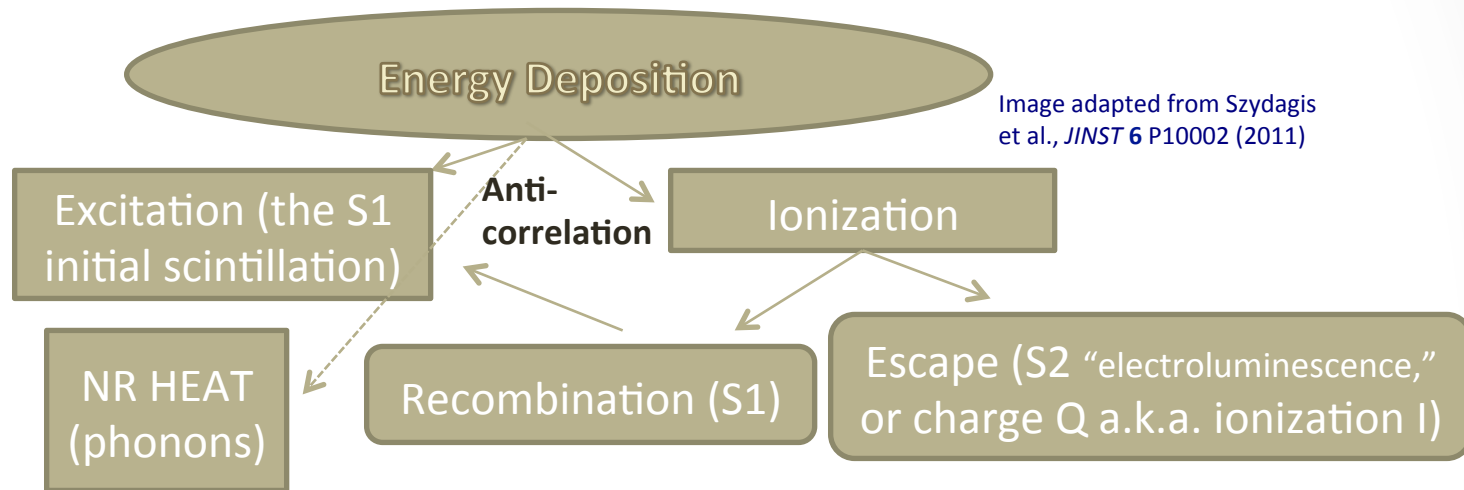 Energy Deposition
Image adapted from Szydagis
et al., JINST 6 P10002 (2011)
Excitation (the S1
initial scintillation)
Anti-
correlation
Ionization
NR HEAT
(phonons)
Recombination (S1)
Escape (S2 “electroluminescence,”
or charge Q a.k.a. ionization I)